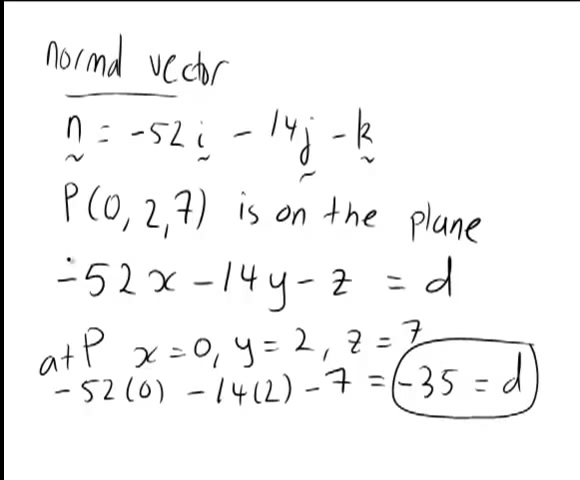 normal vector
n = -52i - 14j - k
P(0, 2, 7) is on the plane
-52x - 14y - z = d
at P x = 0, y = 2, z = 7
-52(0) - 14(2) - 7 = -35 = d